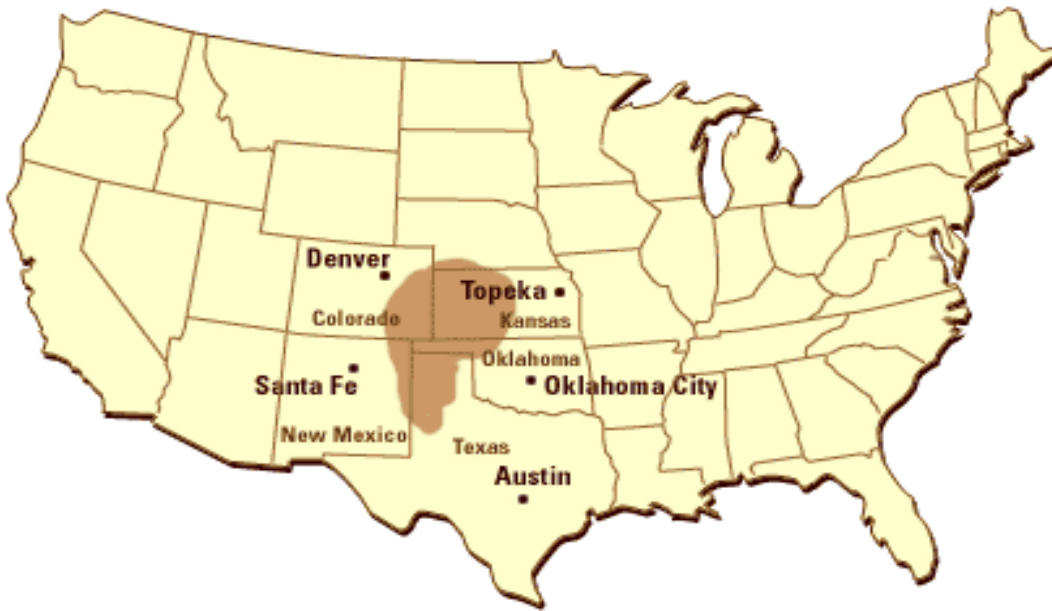 Denver
Topeka
Colorado
Kansas
Oklahoma
Santa Fe
Oklahoma City
New Mexico
Texas
Austin